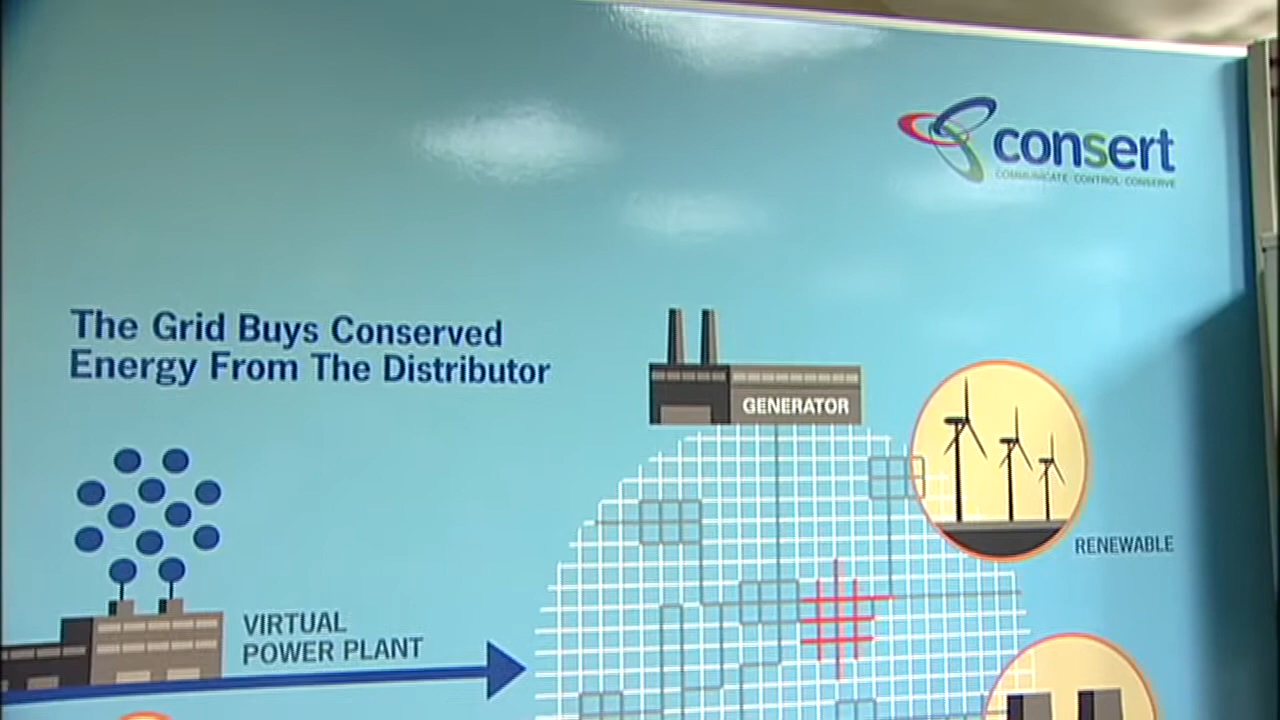 consert
COMMUNICATE · CONTROL · CONSERVE
The Grid Buys Conserved
Energy From The Distributor
GENERATOR
RENEWABLE
VIRTUAL
POWER PLANT